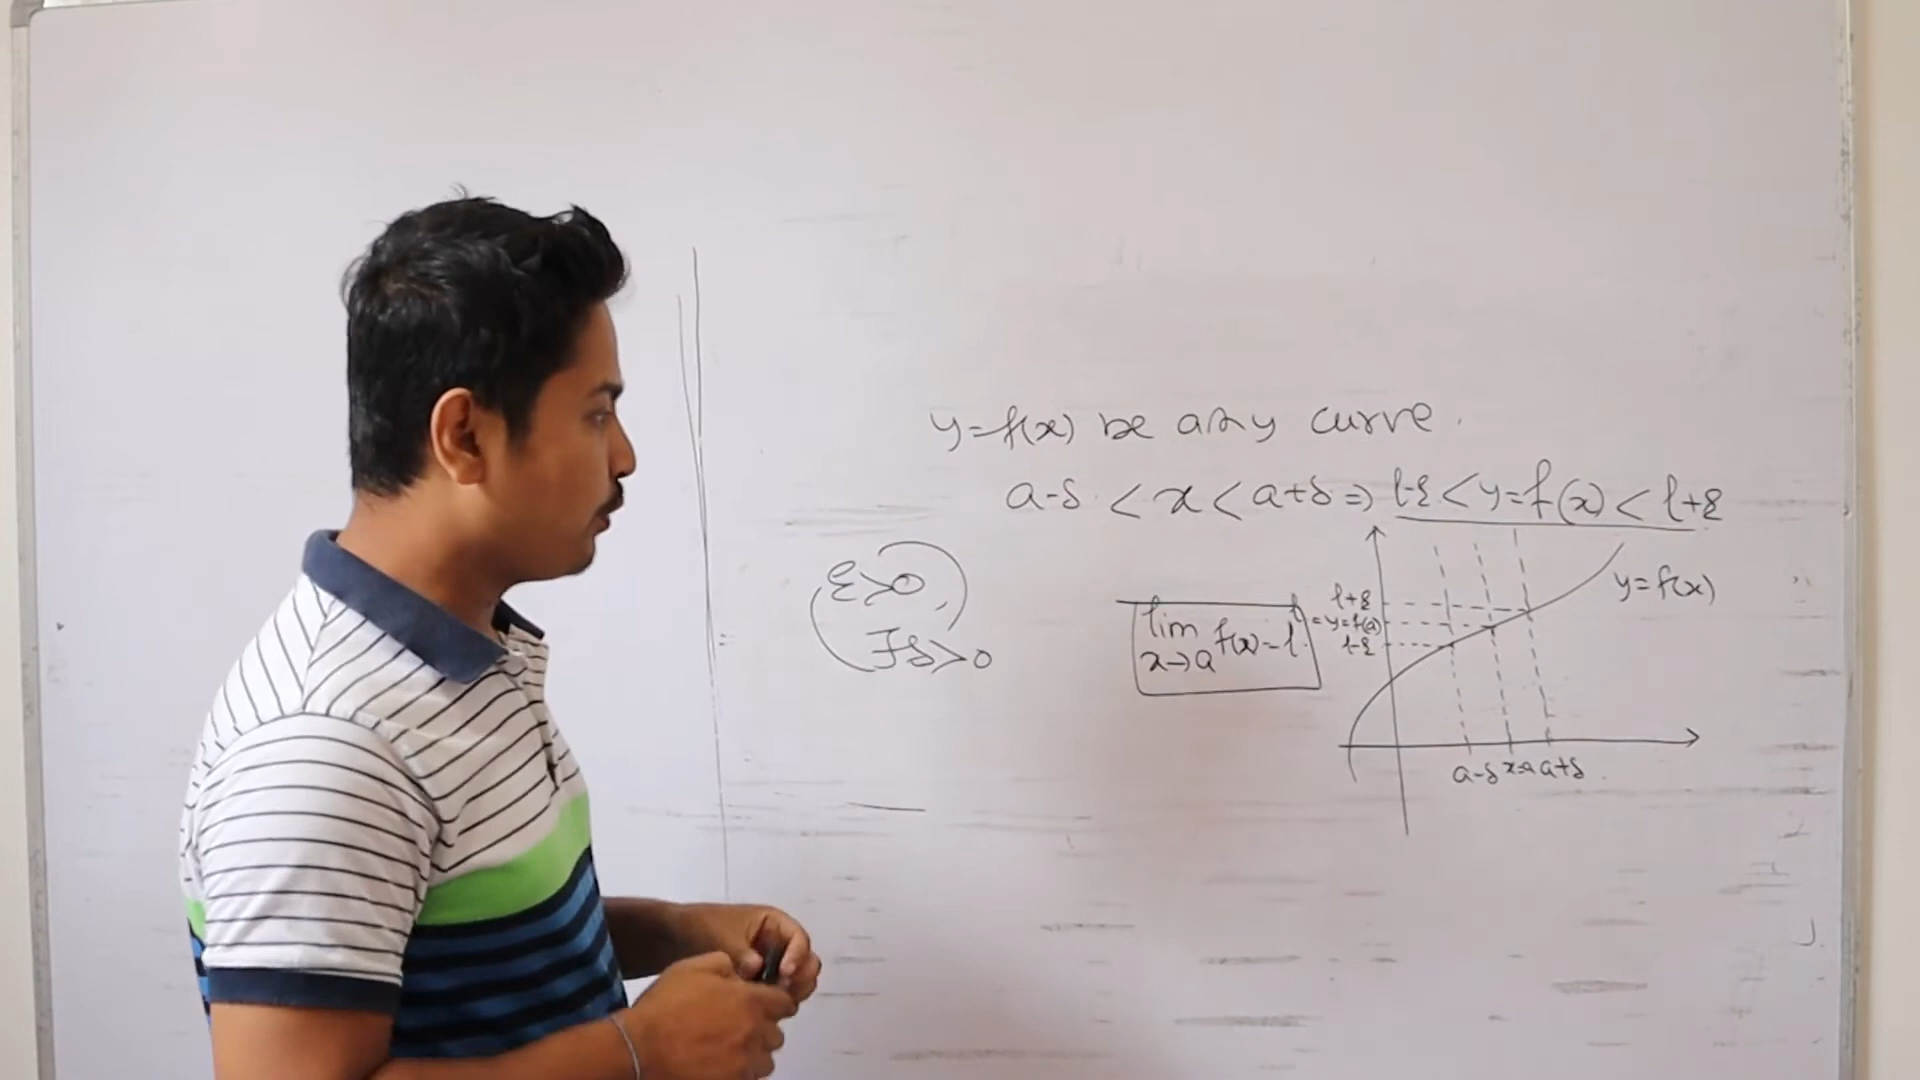 y=f(x) be any curve.
a-δ < x < a+δ ⇒ l-ε < y=f(x) < l+ε
ε>0,
∃δ>0
lim f(x) = l.
x→a
y=f(x)
l+ε
l = y=f(a)
l-ε
a-δ x=a a+δ